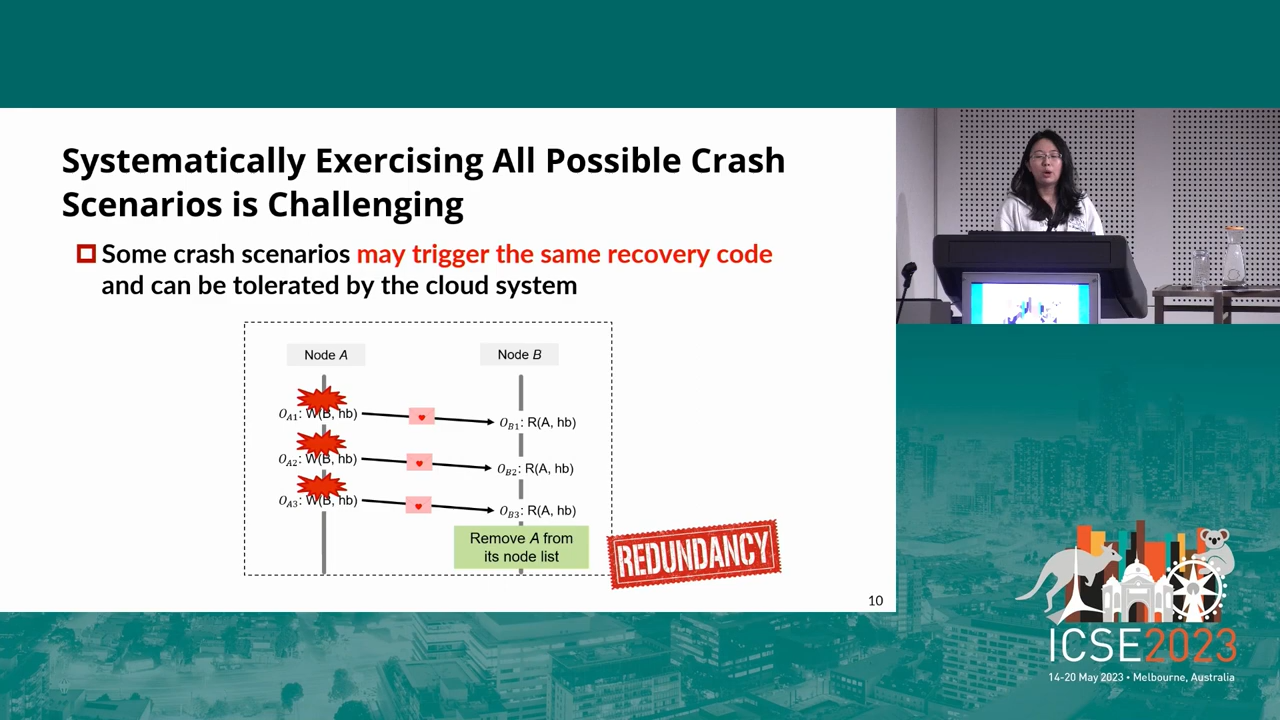 Systematically Exercising All Possible Crash
Scenarios is Challenging
Some crash scenarios may trigger the same recovery code
and can be tolerated by the cloud system
Node A
Node B
O_A1: W(B, hb)
O_B1: R(A, hb)
O_A2: W(B, hb)
O_B2: R(A, hb)
O_A3: W(B, hb)
O_B3: R(A, hb)
Remove A from
its node list
REDUNDANCY
10
ICSE2023
14-20 May 2023 • Melbourne, Australia